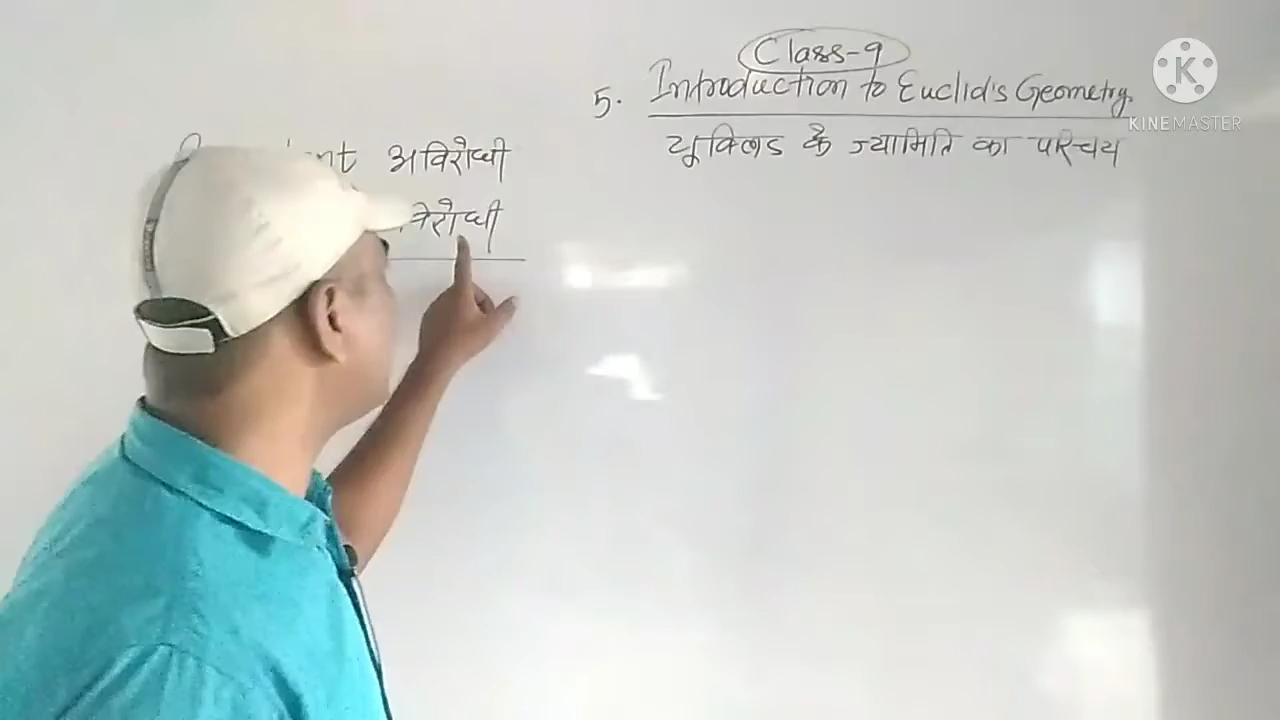 Class-9
5. Introduction to Euclid's Geometry.
यूक्लिड के ज्यामिति का परिचय
अविरोधी
K
KINEMASTER